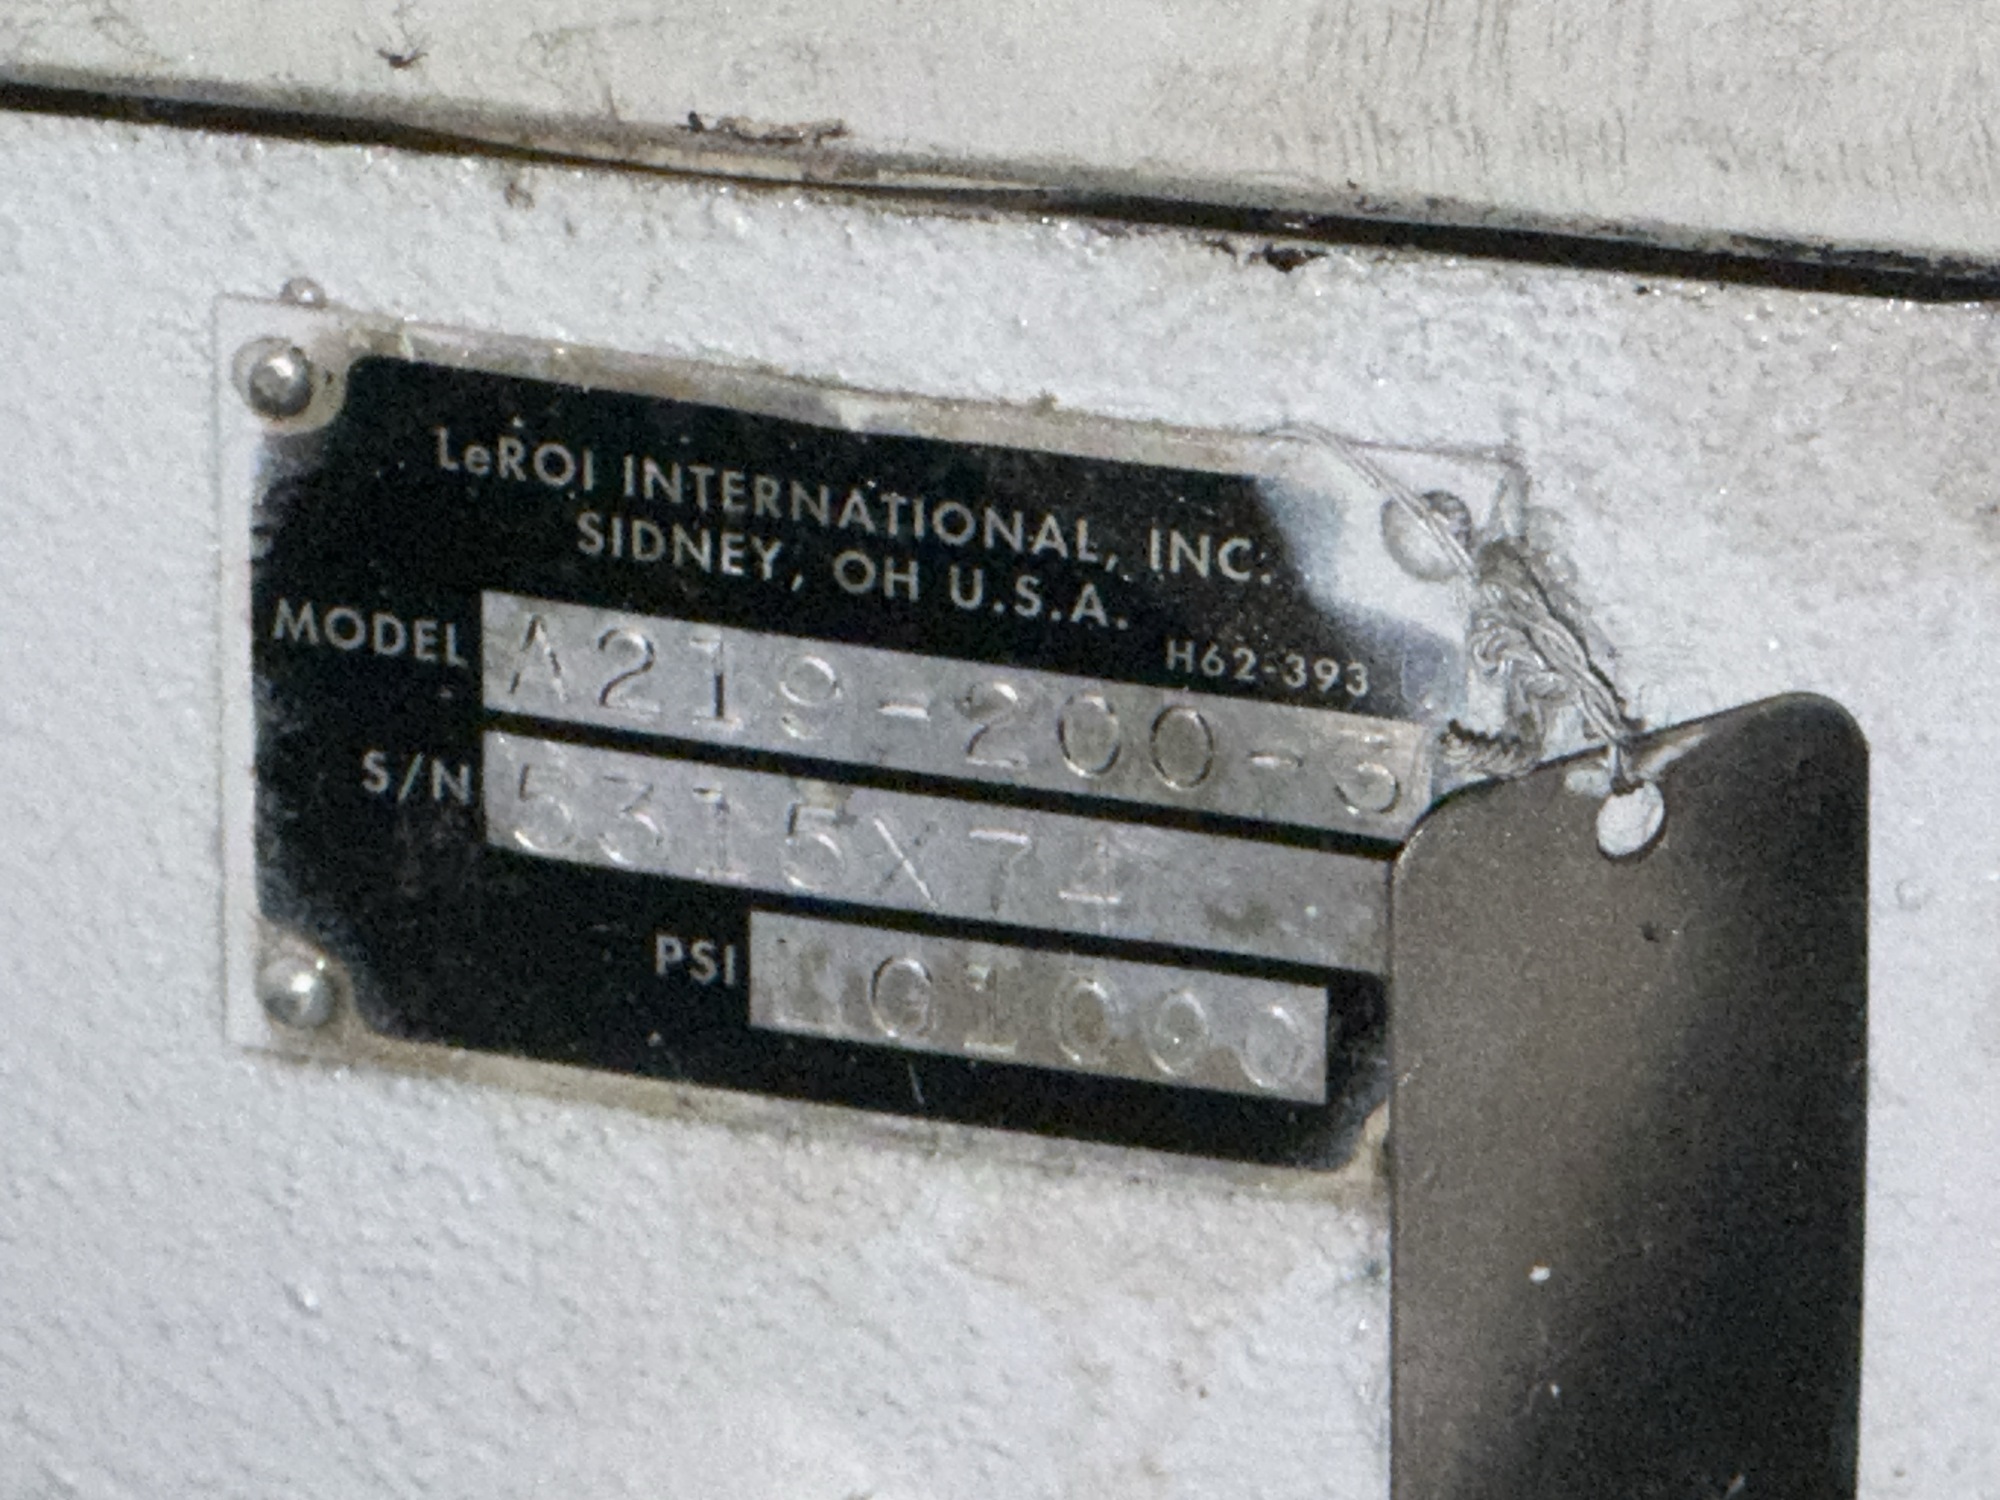 LeROI INTERNATIONAL, INC.
SIDNEY, OH U.S.A.
H62-393
MODEL A219-200-3
S/N 5315X74
PSI